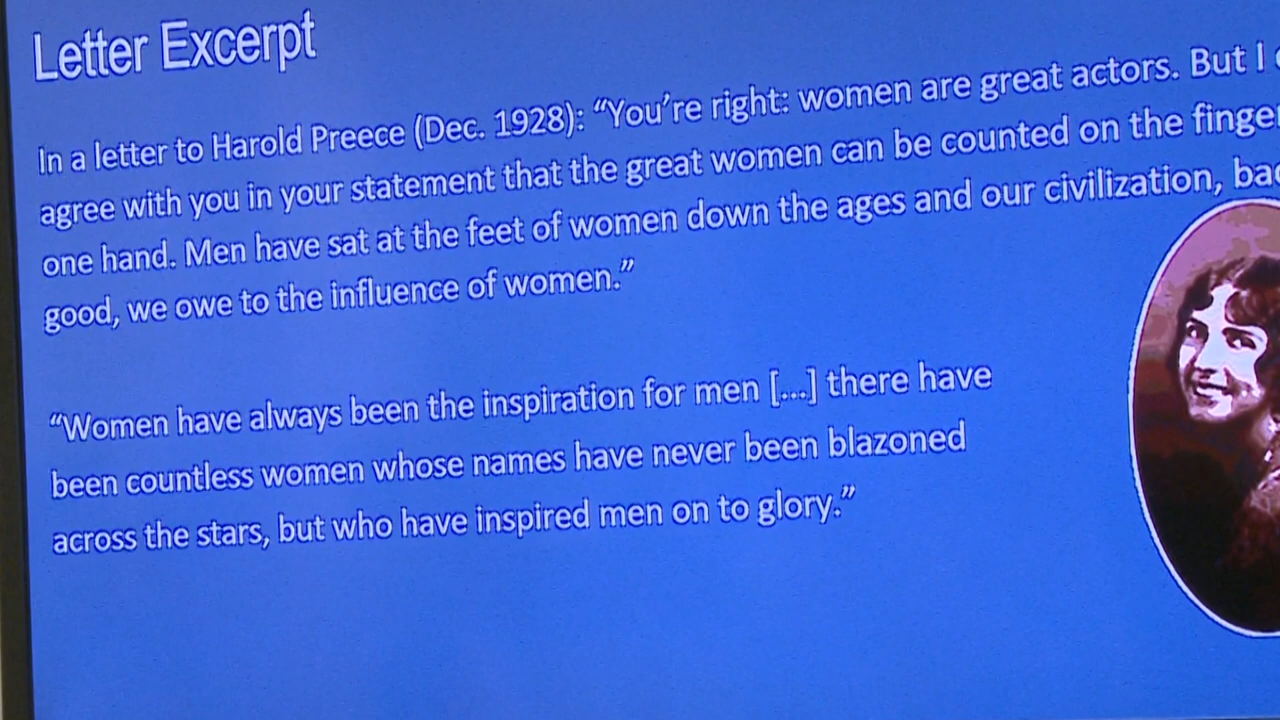 Letter Excerpt
In a letter to Harold Preece (Dec. 1928): “You’re right: women are great actors. But I
agree with you in your statement that the great women can be counted on the
one hand. Men have sat at the feet of women down the ages and our civilization,
good, we owe to the influence of women.”
“Women have always been the inspiration for men [...] there have
been countless women whose names have never been blazoned
across the stars, but who have inspired men on to glory.”